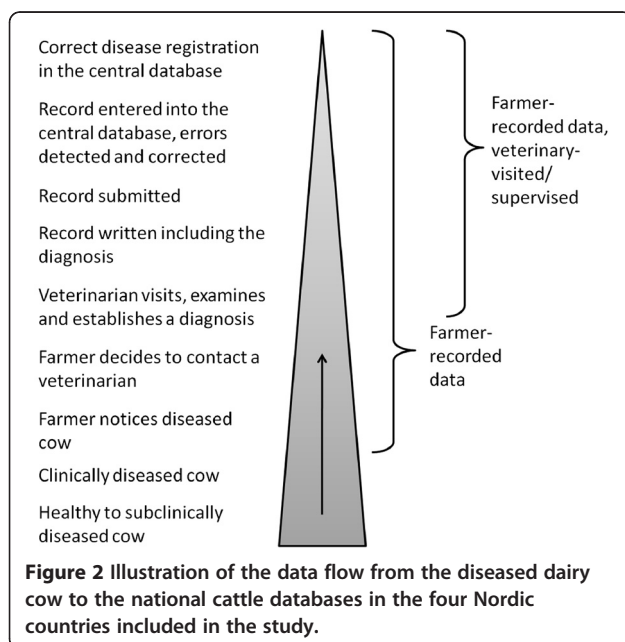 Correct disease registration
in the central database
Record entered into the
central database, errors
detected and corrected
Record submitted
Record written including the
diagnosis
Veterinarian visits, examines
and establishes a diagnosis
Farmer decides to contact a
veterinarian
Farmer notices diseased
cow
Clinically diseased cow
Healthy to subclinically
diseased cow
Farmer-
recorded data,
veterinary-
visited/
supervised
Farmer-
recorded
data
Figure 2 Illustration of the data flow from the diseased dairy
cow to the national cattle databases in the four Nordic
countries included in the study.